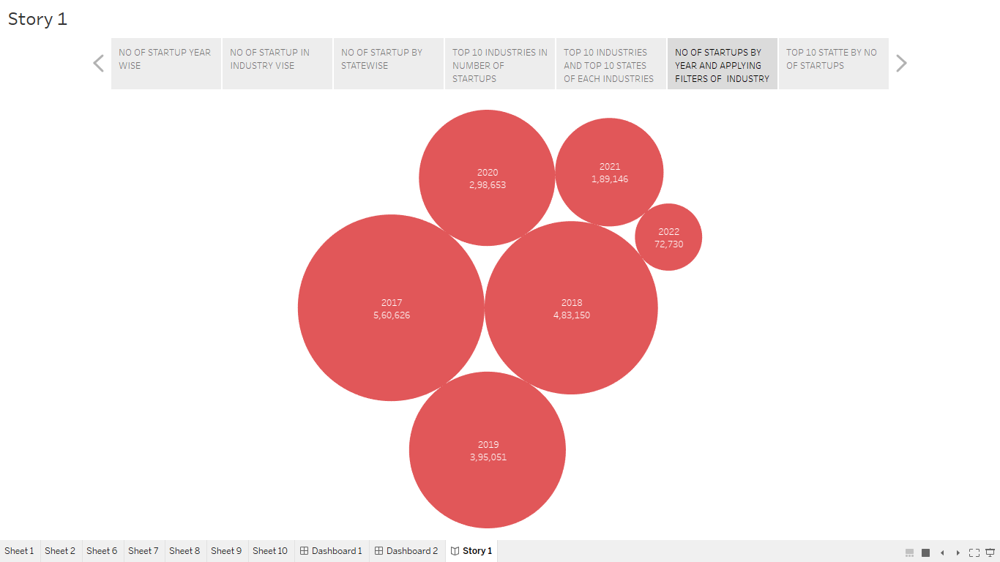 Story 1
NO OF STARTUP YEAR
WISE
NO OF STARTUP IN
INDUSTRY VISE
NO OF STARTUP BY
STATEWISE
TOP 10 INDUSTRIES IN
NUMBER OF
STARTUPS
TOP 10 INDUSTRIES
AND TOP 10 STATES
OF EACH INDUSTRIES
NO OF STARTUPS BY
YEAR AND APPLYING
FILTERS OF  INDUSTRY
TOP 10 STATTE BY NO
OF STARTUPS
2020
2,98,653
2021
1,89,146
2022
72,730
2017
5,60,626
2018
4,83,150
2019
3,95,051
Sheet 1 Sheet 2 Sheet 6 Sheet 7 Sheet 8 Sheet 9 Sheet 10 Dashboard 1 Dashboard 2 Story 1